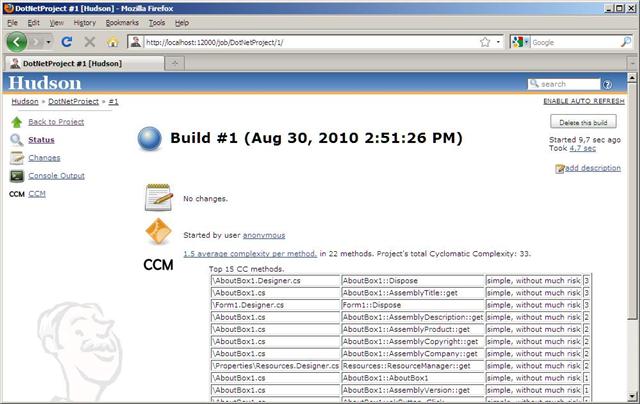 DotNetProject #1 [Hudson] - Mozilla Firefox
File Edit View History Bookmarks Tools Help
http://localhost:12000/job/DotNetProject/1/
Google
DotNetProject #1 [Hudson]
Hudson
search
Hudson » DotNetProject » #1
ENABLE AUTO REFRESH
Back to Project
Status
Changes
Console Output
CCM CCM
Build #1 (Aug 30, 2010 2:51:26 PM)
Delete this build
Started 9,7 sec ago
Took 4,7 sec
add description
No changes.
Started by user anonymous
CCM
1.5 average complexity per method, in 22 methods. Project's total Cyclomatic Complexity: 33.
Top 15 CC methods.
\AboutBox1.Designer.cs AboutBox1::Dispose simple, without much risk 3
\AboutBox1.cs AboutBox1::AssemblyTitle::get simple, without much risk 3
\Form1.Designer.cs Form1::Dispose simple, without much risk 3
\AboutBox1.cs AboutBox1::AssemblyDescription::get simple, without much risk 2
\AboutBox1.cs AboutBox1::AssemblyProduct::get simple, without much risk 2
\AboutBox1.cs AboutBox1::AssemblyCopyright::get simple, without much risk 2
\AboutBox1.cs AboutBox1::AssemblyCompany::get simple, without much risk 2
\Properties\Resources.Designer.cs Resources::ResourceManager::get simple, without much risk 2
\AboutBox1.cs AboutBox1::AboutBox1 simple, without much risk 1
\AboutBox1.cs AboutBox1::AssemblyVersion::get simple, without much risk 1